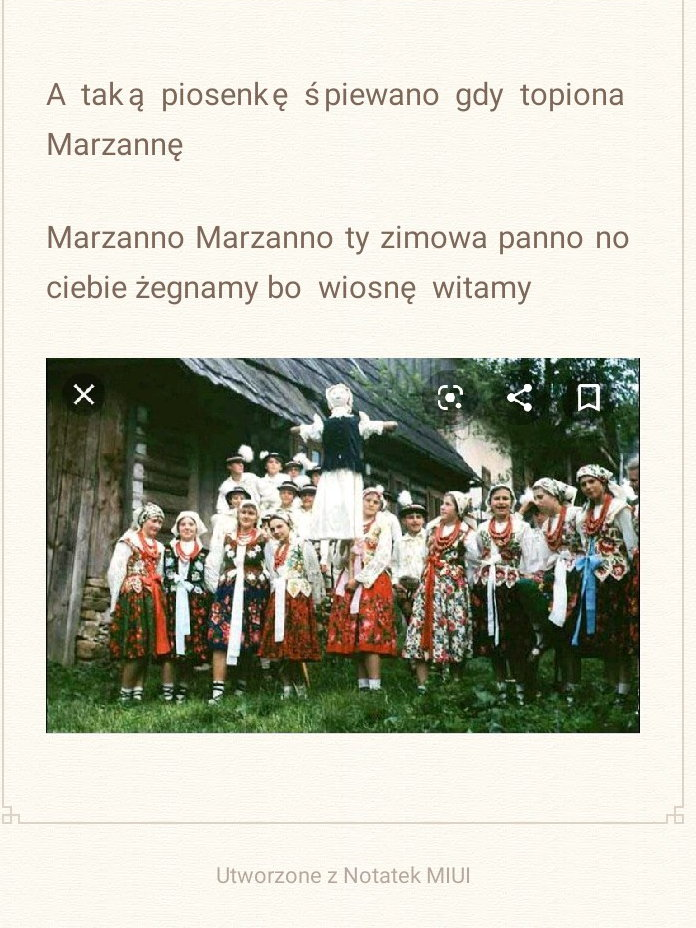 A taką piosenkę śpiewano gdy topiona
Marzannę
Marzanno Marzanno ty zimowa panno no
ciebie żegnamy bo wiosnę witamy
Utworzone z Notatek MIUI